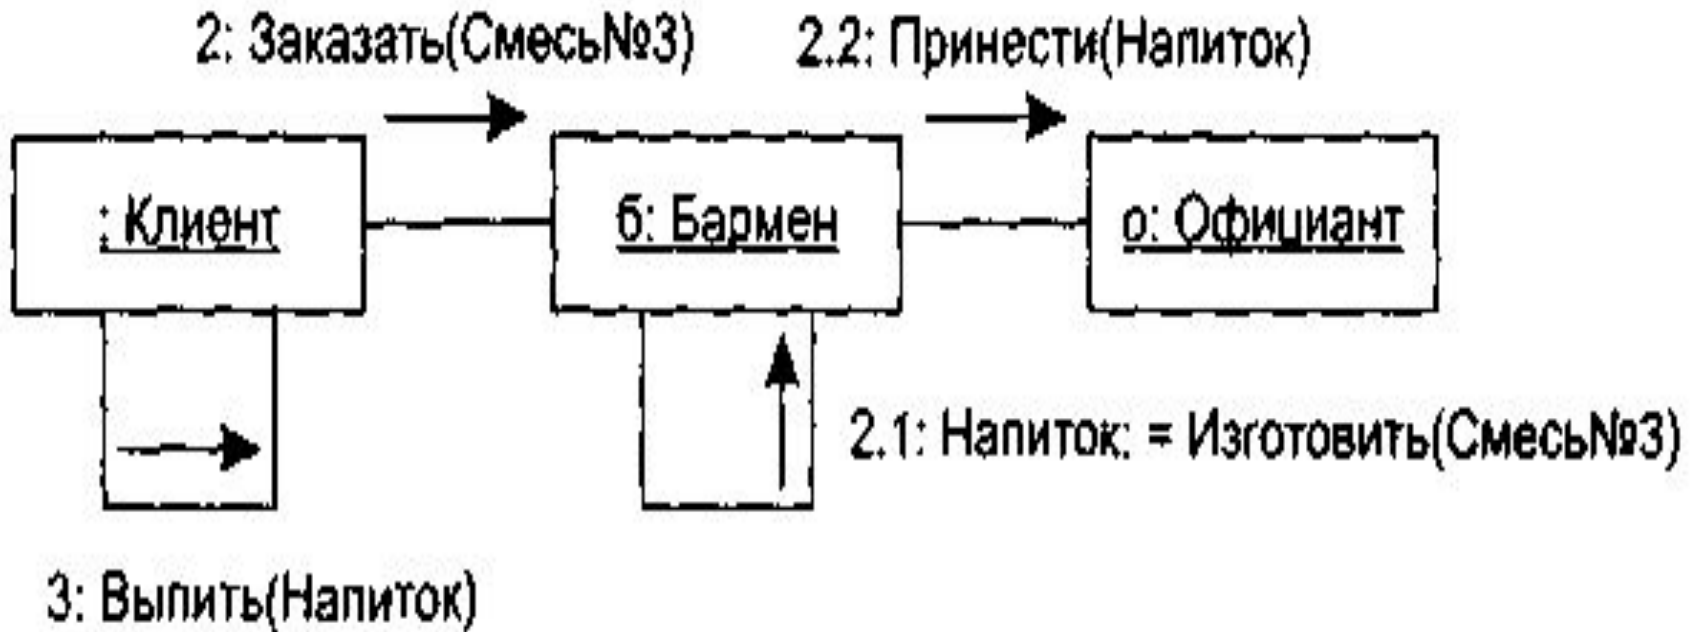 2: Заказать(Смесь№3)
2.2: Принести(Напиток)
: Клиент
б: Бармен
о: Официант
2.1: Напиток: = Изготовить(Смесь№3)
3: Выпить(Напиток)